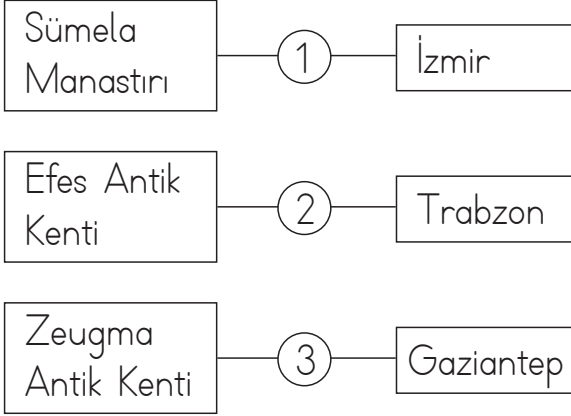 Sümela
Manastırı
1
İzmir
Efes Antik
Kenti
2
Trabzon
Zeugma
Antik Kenti
3
Gaziantep